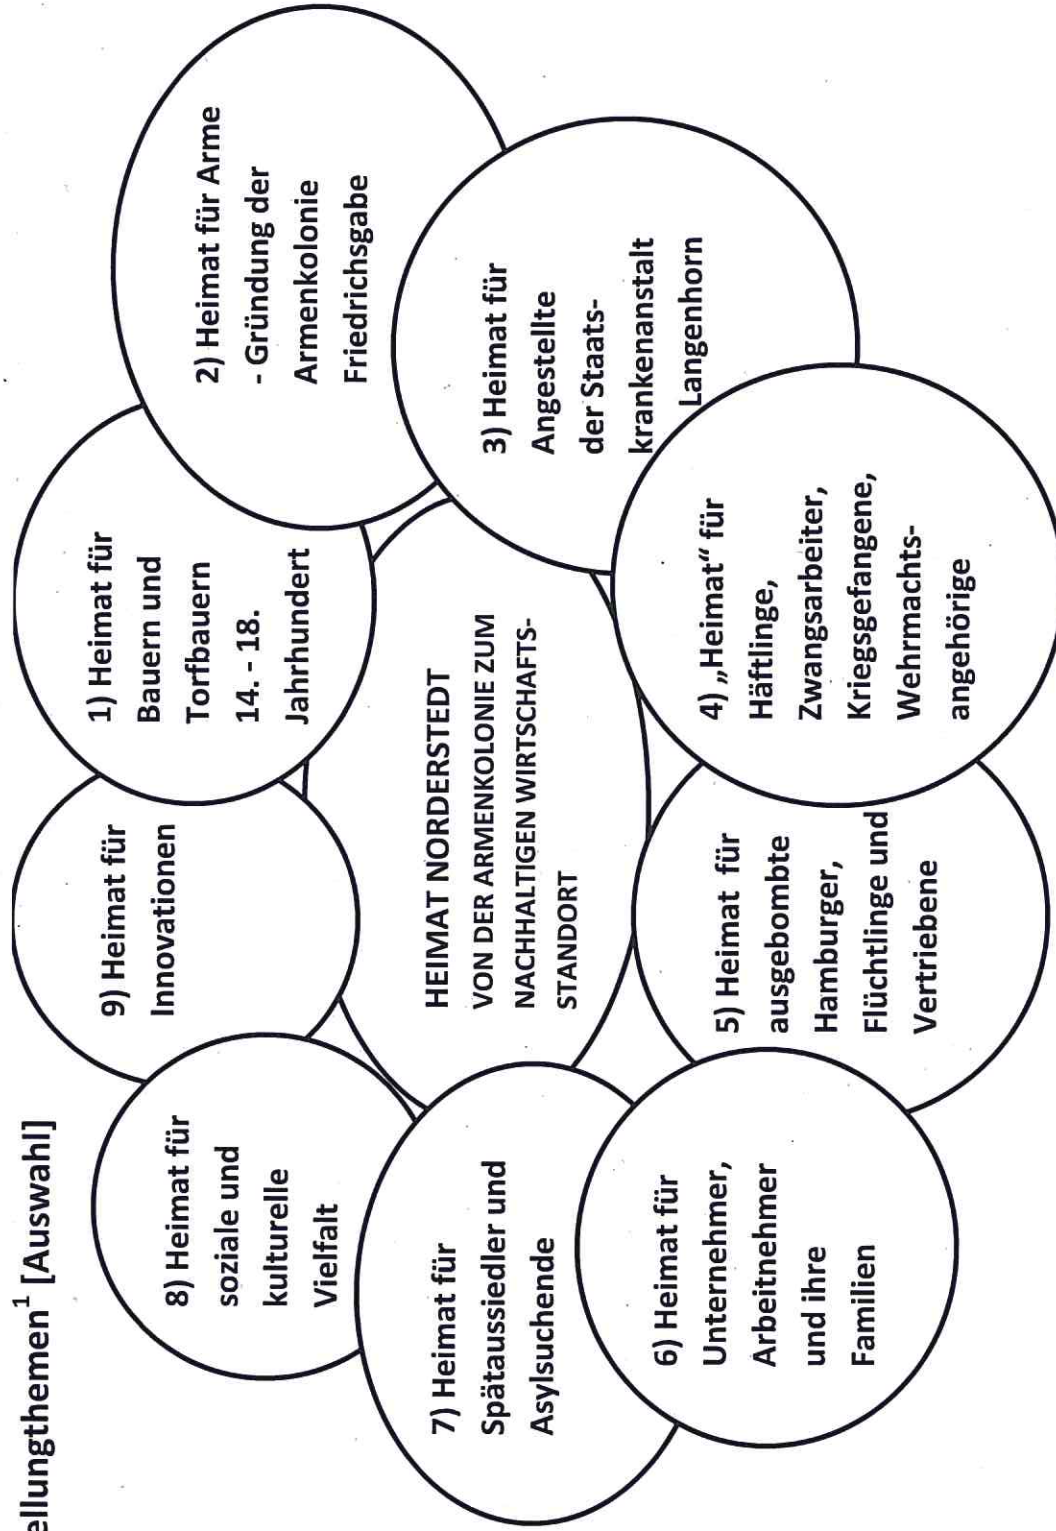 ellungthemen¹ [Auswahl]
HEIMAT NORDERSTEDT
VON DER ARMENKOLONIE ZUM
NACHHALTIGEN WIRTSCHAFTS-
STANDORT
1) Heimat für
Bauern und
Torfbauern
14. - 18.
Jahrhundert
2) Heimat für Arme
- Gründung der
Armenkolonie
Friedrichsgabe
3) Heimat für
Angestellte
der Staats-
krankenanstalt
Langenhorn
4) „Heimat“ für
Häftlinge,
Zwangsarbeiter,
Kriegsgefangene,
Wehrmachts-
angehörige
5) Heimat für
ausgebombte
Hamburger,
Flüchtlinge und
Vertriebene
6) Heimat für
Unternehmer,
Arbeitnehmer
und ihre
Familien
7) Heimat für
Spätaussiedler und
Asylsuchende
8) Heimat für
soziale und
kulturelle
Vielfalt
9) Heimat für
Innovationen